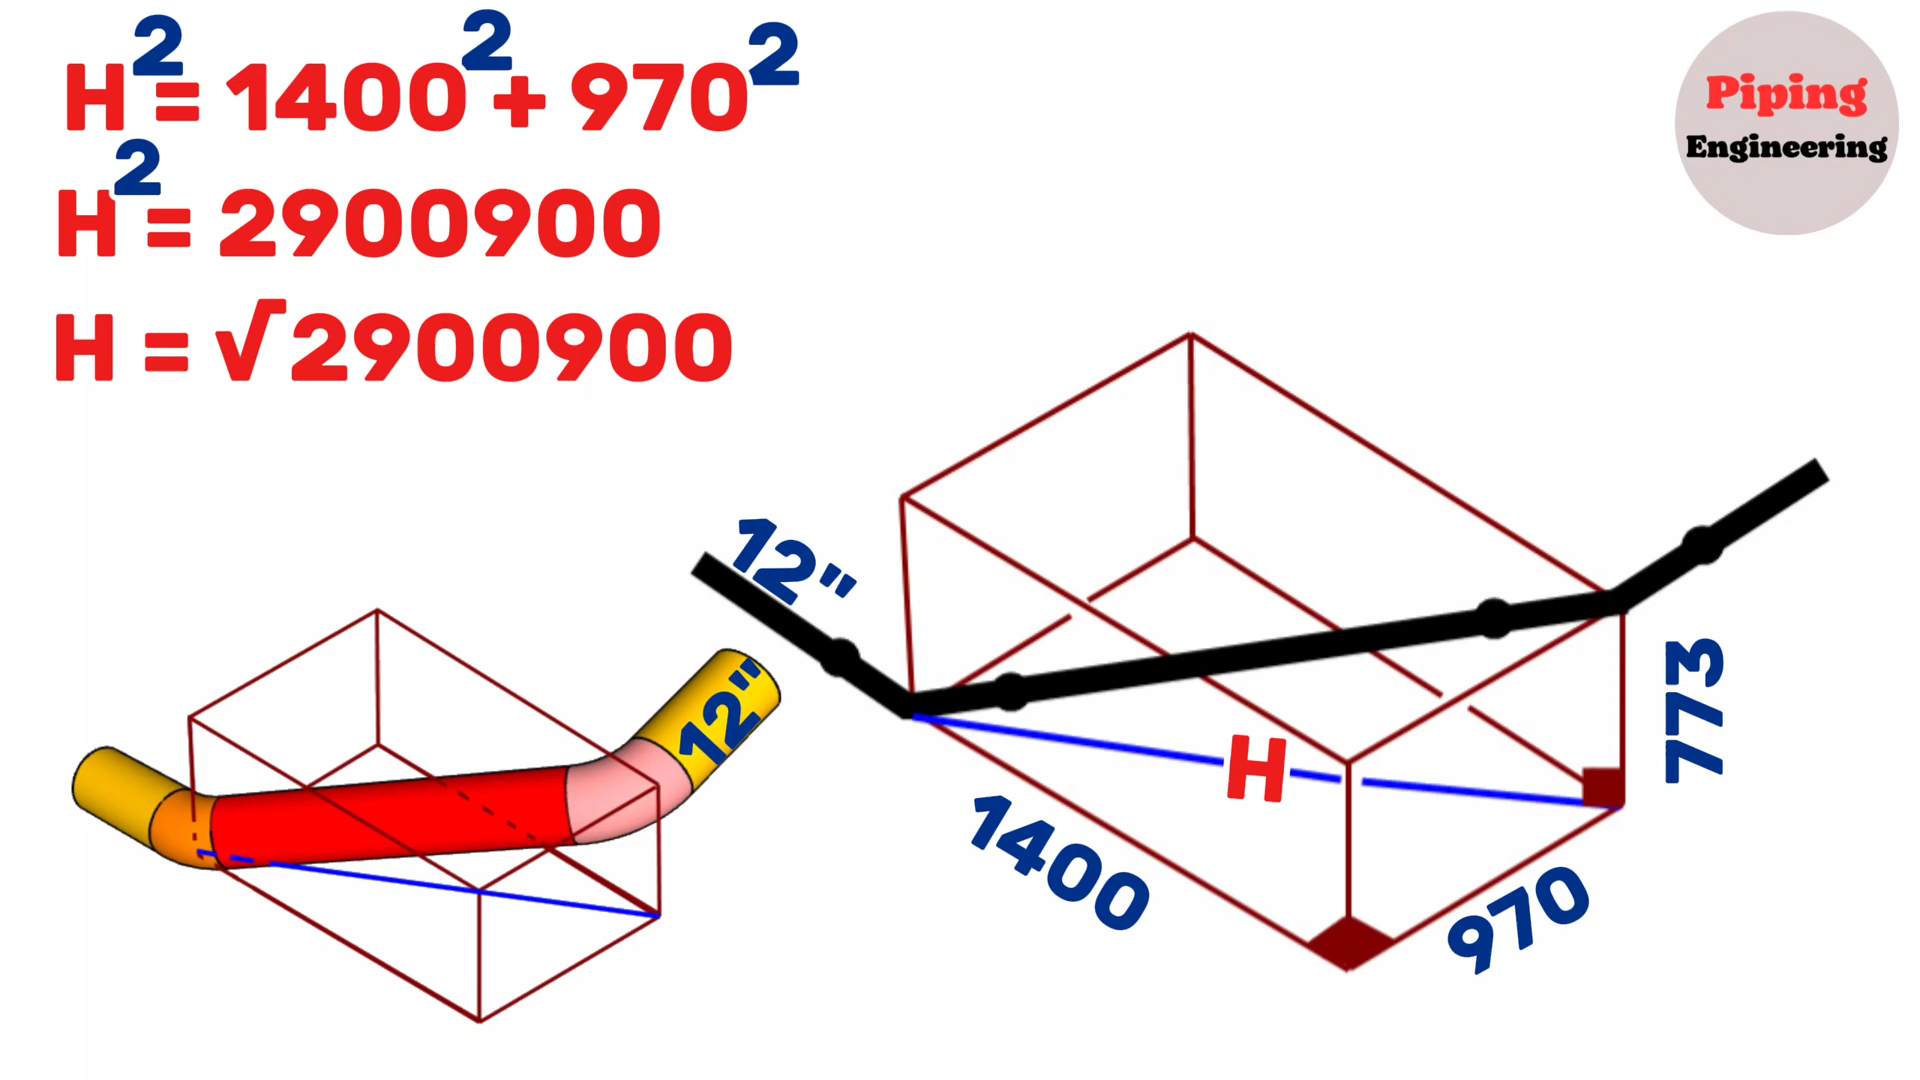 H²= 1400²+ 970²
H²= 2900900
H = √2900900
Piping
Engineering
12"
12"
H
773
1400
970